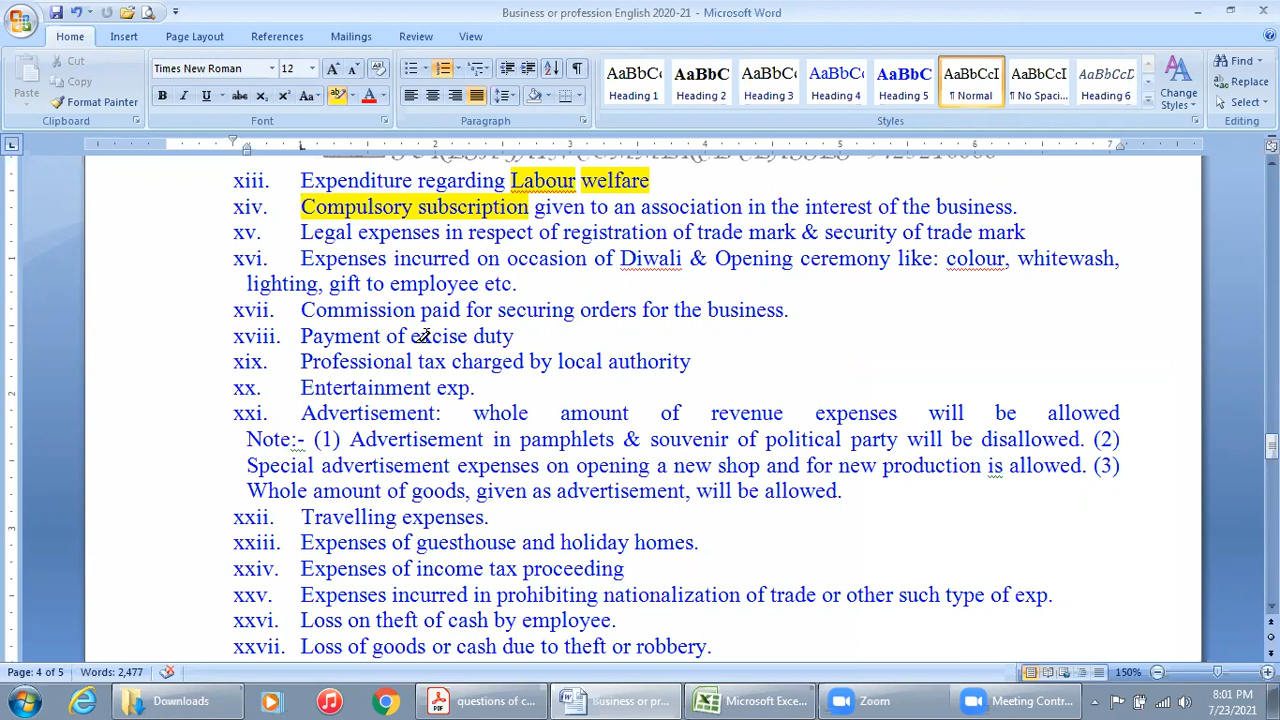 Business or profession English 2020-21 - Microsoft Word
Home Insert Page Layout References Mailings Review View
Paste
Cut
Copy
Format Painter
Clipboard
Times New Roman 12
Font
Paragraph
AaBbCc AaBbC AaBbCc AaBbCc AaBbC AaBbCcI AaBbCcI AaBbCcD
Heading 1 Heading 2 Heading 3 Heading 4 Heading 5 ¶ Normal ¶ No Spaci... Heading 6
Change Styles
Styles
Find
Replace
Select
Editing
xiii. Expenditure regarding Labour welfare
xiv. Compulsory subscription given to an association in the interest of the business.
xv. Legal expenses in respect of registration of trade mark & security of trade mark
xvi. Expenses incurred on occasion of Diwali & Opening ceremony like: colour, whitewash,
lighting, gift to employee etc.
xvii. Commission paid for securing orders for the business.
xviii. Payment of excise duty
xix. Professional tax charged by local authority
xx. Entertainment exp.
xxi. Advertisement: whole amount of revenue expenses will be allowed
Note:- (1) Advertisement in pamphlets & souvenir of political party will be disallowed. (2)
Special advertisement expenses on opening a new shop and for new production is allowed. (3)
Whole amount of goods, given as advertisement, will be allowed.
xxii. Travelling expenses.
xxiii. Expenses of guesthouse and holiday homes.
xxiv. Expenses of income tax proceeding
xxv. Expenses incurred in prohibiting nationalization of trade or other such type of exp.
xxvi. Loss on theft of cash by employee.
xxvii. Loss of goods or cash due to theft or robbery.
Page: 4 of 5 Words: 2,477 150%
Downloads questions of c... Business or pr... Microsoft Exce... Zoom Meeting Contr...
8:01 PM
7/23/2021